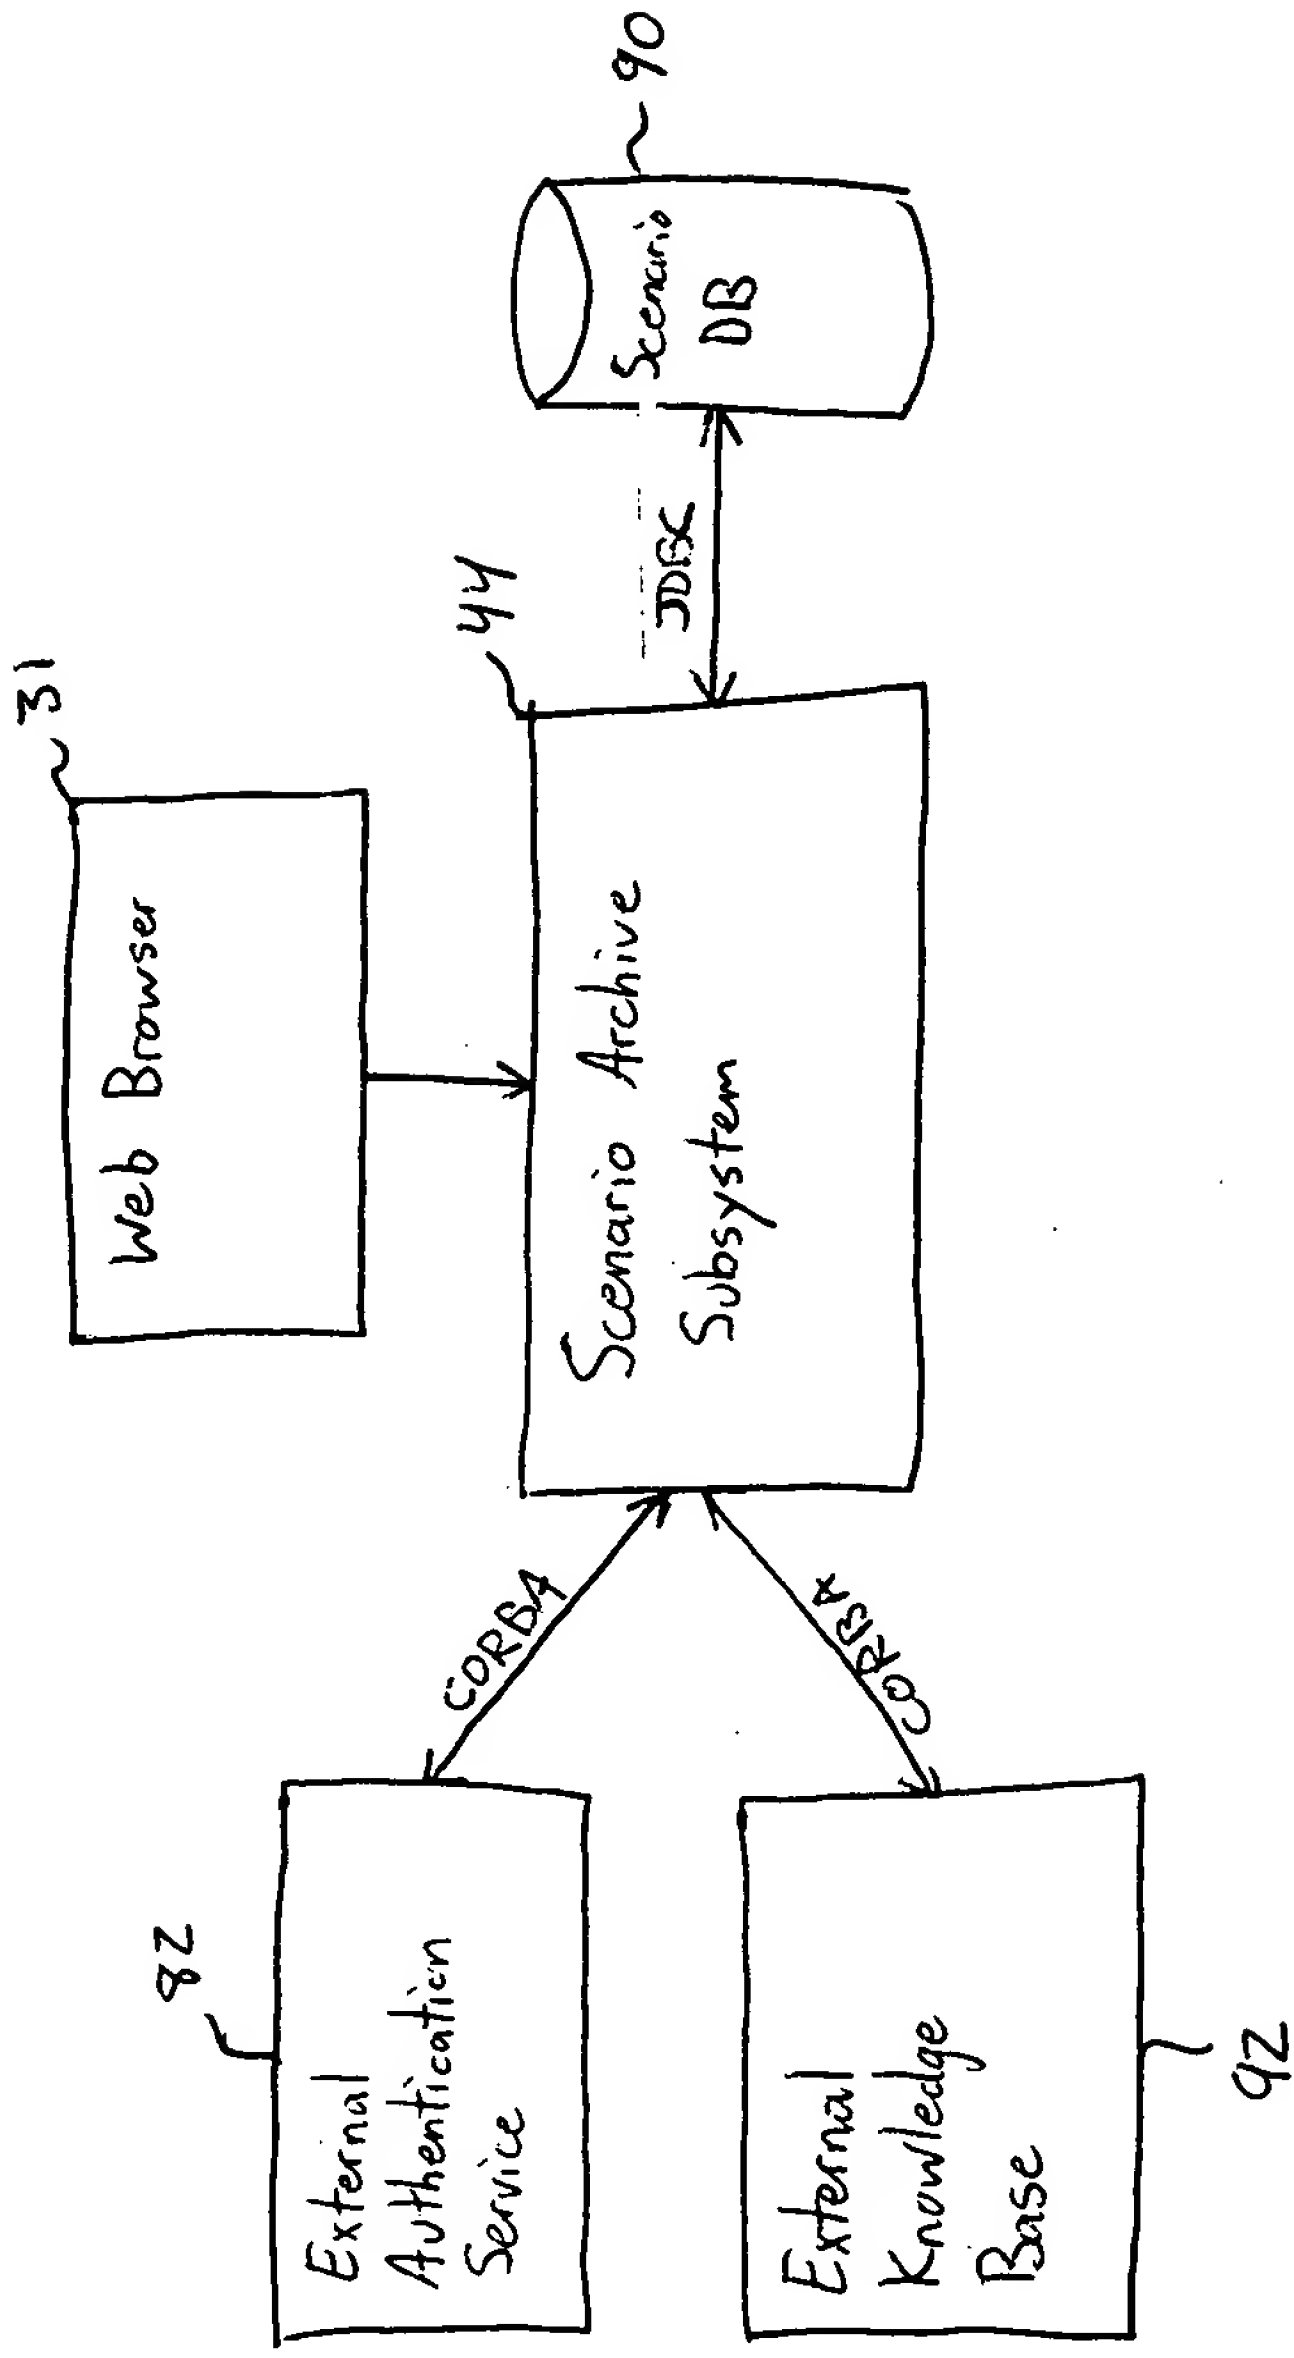 31
Web Browser
82
External
Authentication
Service
CORBA
44
Scenario Archive
Subsystem
JDBC
90
Scenario
DB
CORBA
External
Knowledge
Base
92